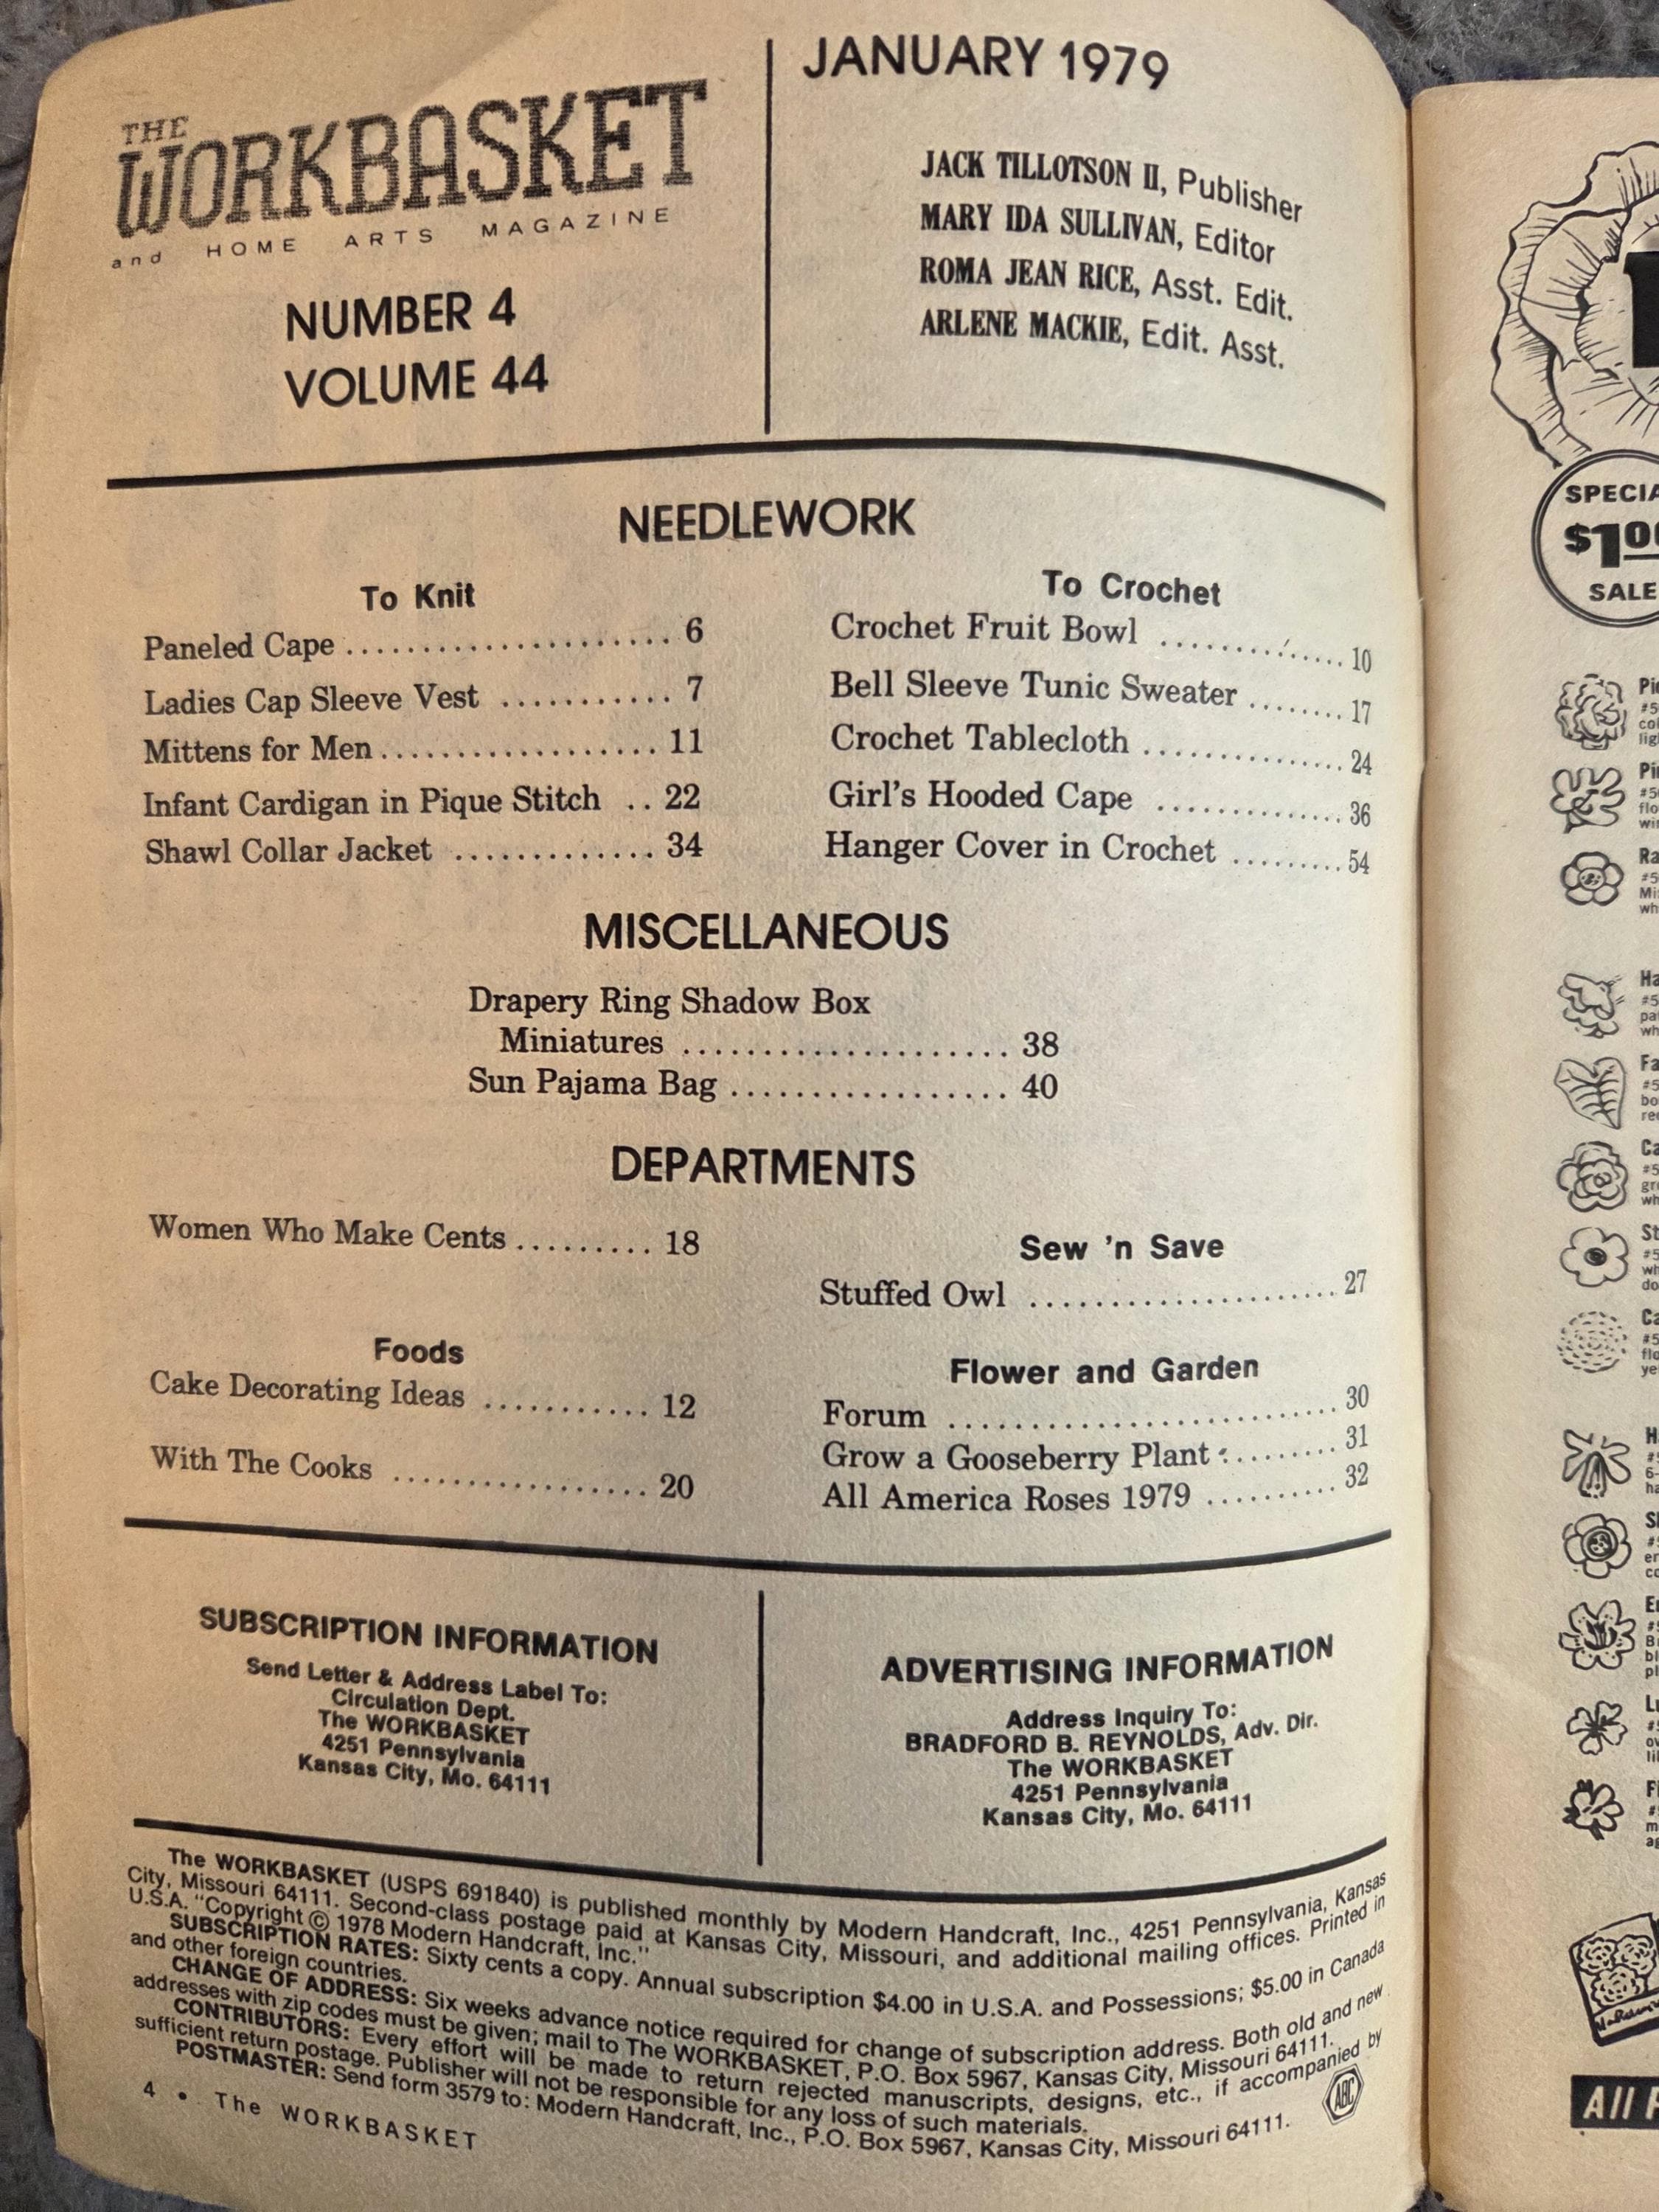 THE
WORKBASKET
and HOME ARTS MAGAZINE
NUMBER 4
VOLUME 44
JANUARY 1979
JACK TILLOTSON II, Publisher
MARY IDA SULLIVAN, Editor
ROMA JEAN RICE, Asst. Edit.
ARLENE MACKIE, Edit. Asst.
NEEDLEWORK
To Knit
Paneled Cape ...................... 6
Ladies Cap Sleeve Vest ............ 7
Mittens for Men................... 11
Infant Cardigan in Pique Stitch .. 22
Shawl Collar Jacket ............. 34
To Crochet
Crochet Fruit Bowl ............... 10
Bell Sleeve Tunic Sweater ........ 17
Crochet Tablecloth ............... 24
Girl's Hooded Cape .............. 36
Hanger Cover in Crochet ......... 54
MISCELLANEOUS
Drapery Ring Shadow Box
Miniatures .................... 38
Sun Pajama Bag .................. 40
DEPARTMENTS
Women Who Make Cents ......... 18
Foods
Cake Decorating Ideas ........... 12
With The Cooks ................. 20
Sew 'n Save
Stuffed Owl ...................... 27
Flower and Garden
Forum .......................... 30
Grow a Gooseberry Plant ......... 31
All America Roses 1979 .......... 32
SUBSCRIPTION INFORMATION
Send Letter & Address Label To:
Circulation Dept.
The WORKBASKET
4251 Pennsylvania
Kansas City, Mo. 64111
ADVERTISING INFORMATION
Address Inquiry To:
BRADFORD B. REYNOLDS, Adv. Dir.
The WORKBASKET
4251 Pennsylvania
Kansas City, Mo. 64111
The WORKBASKET (USPS 691840) is published monthly by Modern Handcraft, Inc., 4251 Pennsylvania, Kansas
City, Missouri 64111. Second-class postage paid at Kansas City, Missouri, and additional mailing offices. Printed in
U.S.A. "Copyright © 1978 Modern Handcraft, Inc."
SUBSCRIPTION RATES: Sixty cents a copy. Annual subscription $4.00 in U.S.A. and Possessions; $5.00 in Canada
and other foreign countries.
CHANGE OF ADDRESS: Six weeks advance notice required for change of subscription address. Both old and new
addresses with zip codes must be given; mail to The WORKBASKET, P.O. Box 5967, Kansas City, Missouri 64111.
CONTRIBUTORS: Every effort will be made to return rejected manuscripts, designs, etc., if accompanied by
sufficient return postage. Publisher will not be responsible for any loss of such materials.
POSTMASTER: Send form 3579 to: Modern Handcraft, Inc., P.O. Box 5967, Kansas City, Missouri 64111.
ABC
4 • The WORKBASKET
$1.00
SALE
All